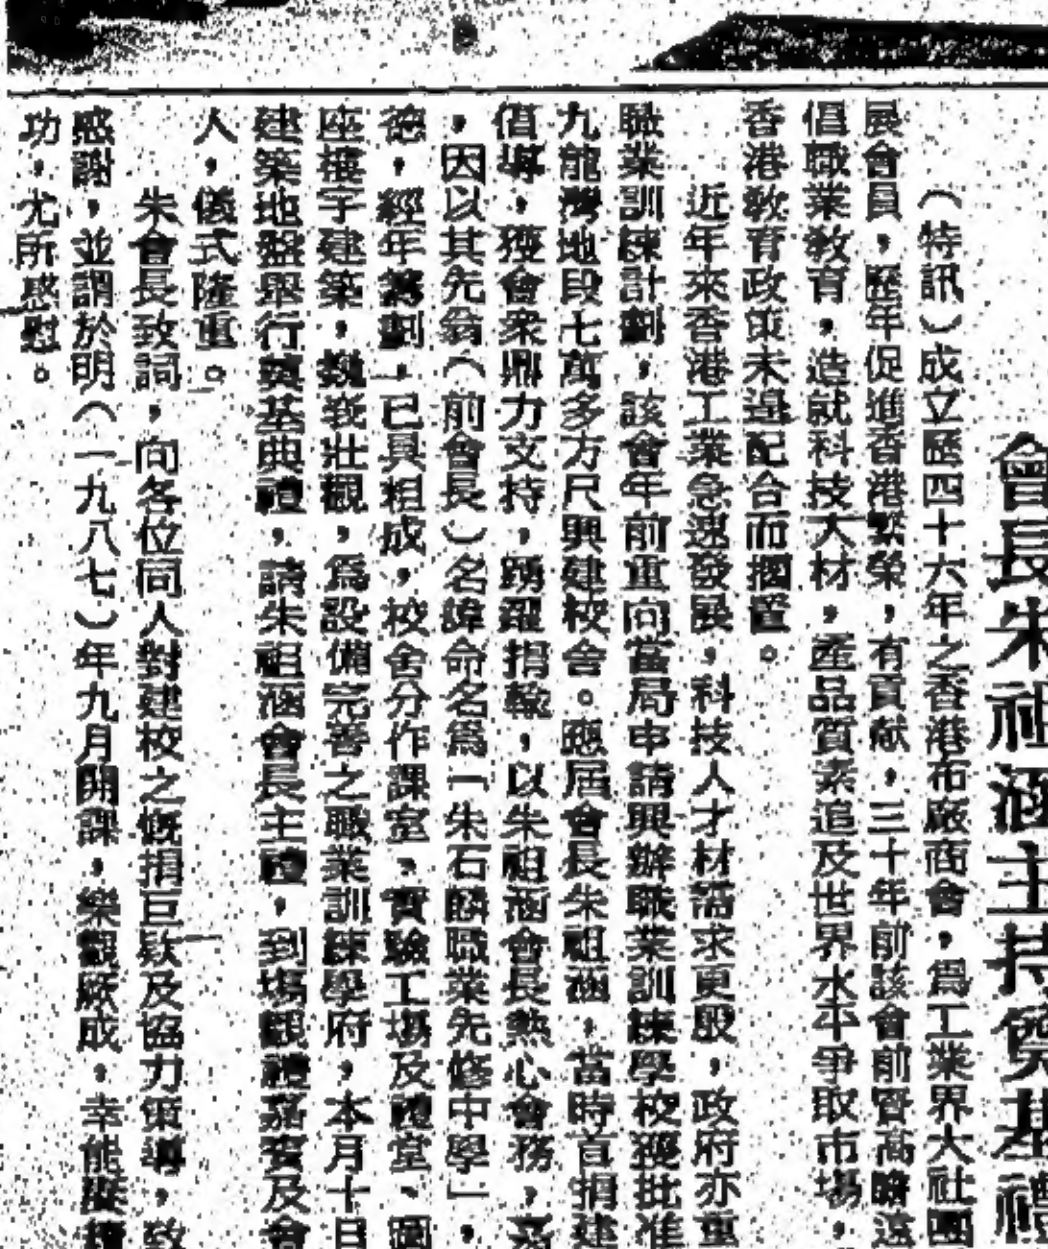 會長朱祖涵主持奠基禮
（特訊）成立歷四十六年之香港布廠商會，爲工業界大社團
展會員，歷年促進香港繁榮，有貢献，三十年前該會前賢高瞻遠
倡職業教育，造就科技人材，產品質素追及世界水平爭取市場，
香港教育政策未邉配合而擱置。
近年來香港工業急速發展，科技人才材需求更殷，政府亦重
職業訓練計劃，該會年前重向當局申請興辦職業訓練學校獲批准
九龍灣地段七萬多方尺興建校舍。應屆會長朱祖涵，當時首捐建
倡導，獲會衆鼎力支持，踴躍捐輸，以朱祖涵會長熱心會務，
，因以其先翁（前會長）名諱命名爲「朱石麟職業先修中學」，
德，經年籌劃，已具相成，校舍分作課室、實驗工場及禮堂、圖
座樓宇建築，巍峩壯觀，爲設備完善之職業訓練學府，本月十日
建築地盤舉行奠基典禮，請朱祖涵會長主禮，到塲觀禮嘉賓及會
人，儀式隆重。
朱會長致詞，向各位同人對建校之慨捐巨欵及協力策導，致
感謝，並謂於明（一九八七）年九月開課，樂觀厥成，幸能
功，尤所感慰。